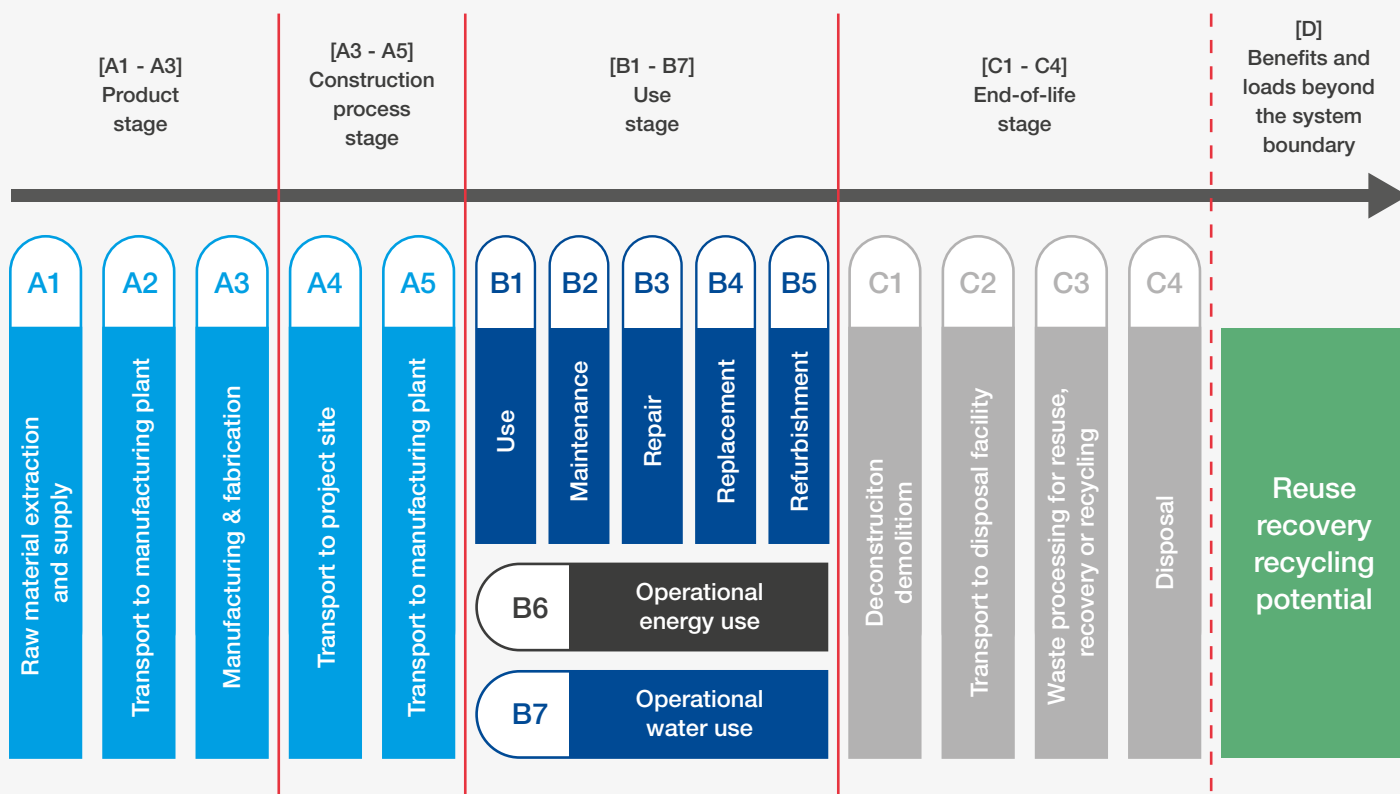 [A1 - A3]
Product
stage
[A3 - A5]
Construction
process
stage
[B1 - B7]
Use
stage
[C1 - C4]
End-of-life
stage
[D]
Benefits and
loads beyond
the system
boundary
A1
Raw material extraction
and supply
A2
Transport to manufacturing plant
A3
Manufacturing & fabrication
A4
Transport to project site
A5
Transport to manufacturing plant
B1
Use
B2
Maintenance
B3
Repair
B4
Replacement
B5
Refurbishment
B6
Operational
energy use
B7
Operational
water use
C1
Deconstruciton
demolitiom
C2
Transport to disposal facility
C3
Waste processing for resuse,
recovery or recycling
C4
Disposal
Reuse
recovery
recycling
potential